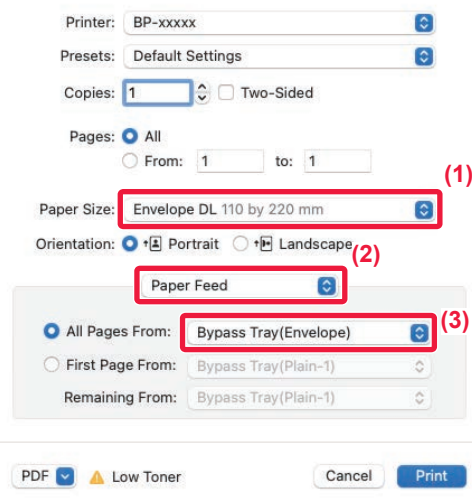 Printer: BP-xxxxx
Presets: Default Settings
Copies: 1 Two-Sided
Pages: All
From: 1 to: 1
(1)
Paper Size: Envelope DL 110 by 220 mm
Orientation: Portrait Landscape
(2)
Paper Feed
(3)
All Pages From: Bypass Tray(Envelope)
First Page From: Bypass Tray(Plain-1)
Remaining From: Bypass Tray(Plain-1)
PDF Low Toner Cancel Print